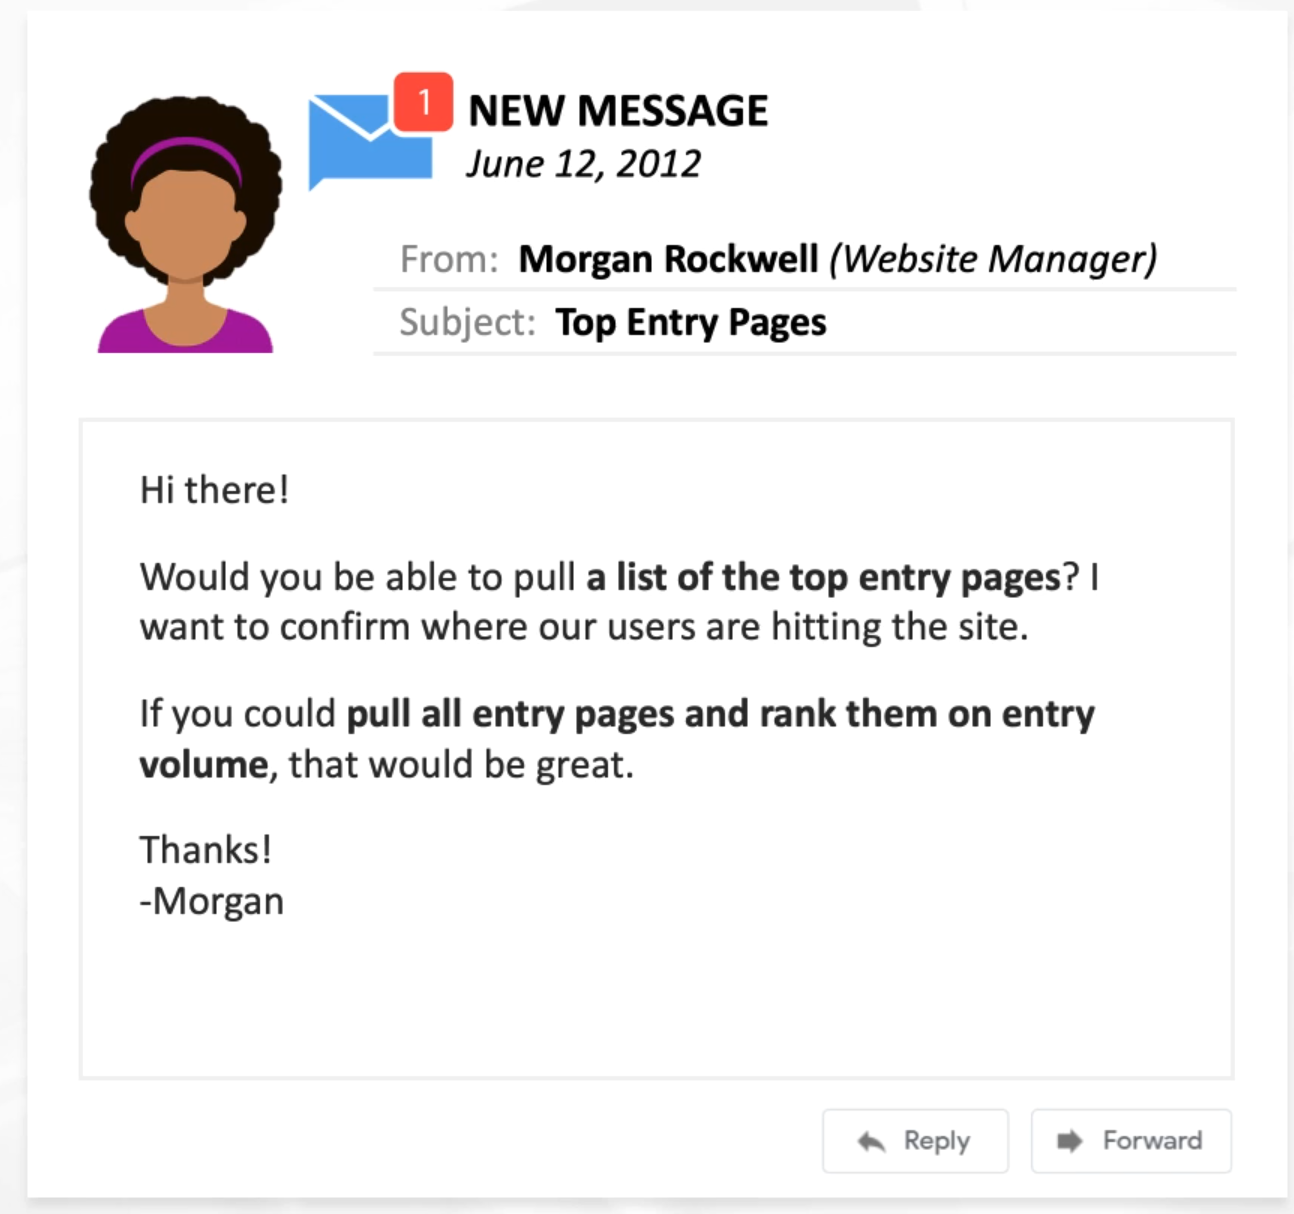 1
NEW MESSAGE
June 12, 2012
From: Morgan Rockwell (Website Manager)
Subject: Top Entry Pages
Hi there!
Would you be able to pull a list of the top entry pages? I
want to confirm where our users are hitting the site.
If you could pull all entry pages and rank them on entry
volume, that would be great.
Thanks!
-Morgan
Reply
Forward